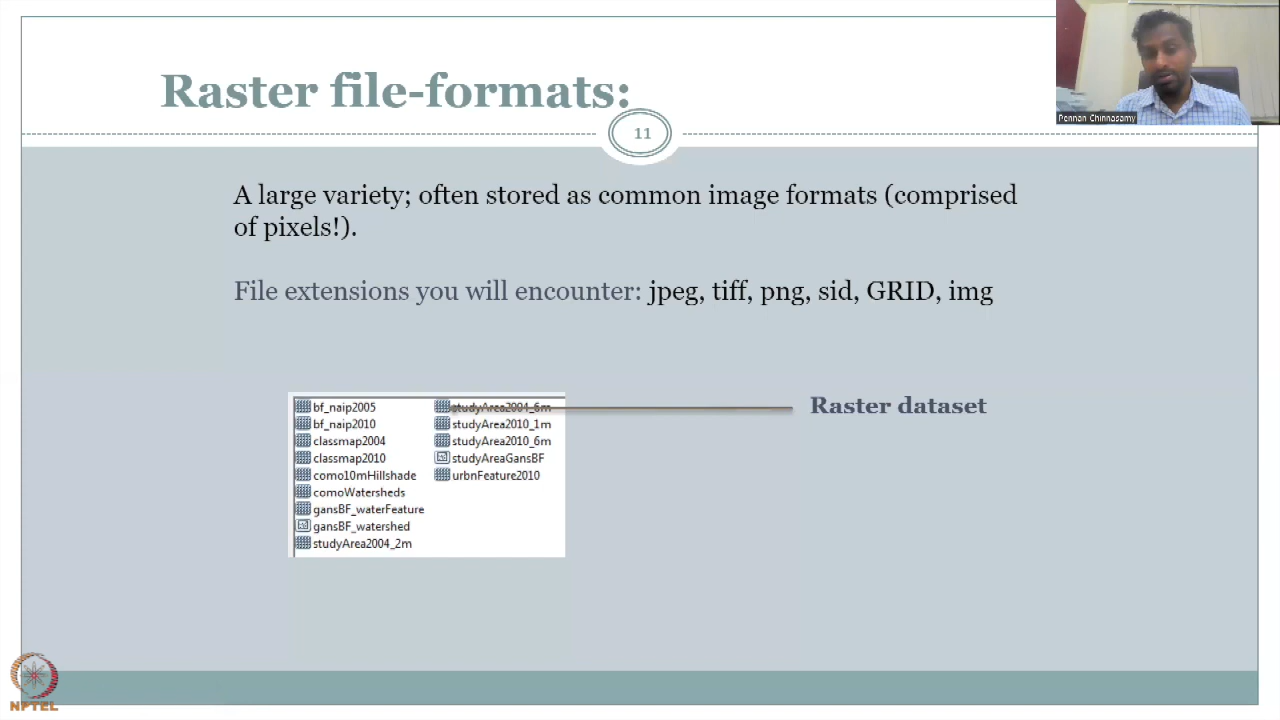 Raster file-formats:
Pennan Chinnasamy
11
A large variety; often stored as common image formats (comprised
of pixels!).
File extensions you will encounter: jpeg, tiff, png, sid, GRID, img
bf_naip2005
bf_naip2010
classmap2004
classmap2010
como10mHillshade
comoWatersheds
gansBF_waterFeature
gansBF_watershed
studyArea2004_2m
studyArea2004_6m
studyArea2010_1m
studyArea2010_6m
studyAreaGansBF
urbnFeature2010
Raster dataset
NPTEL